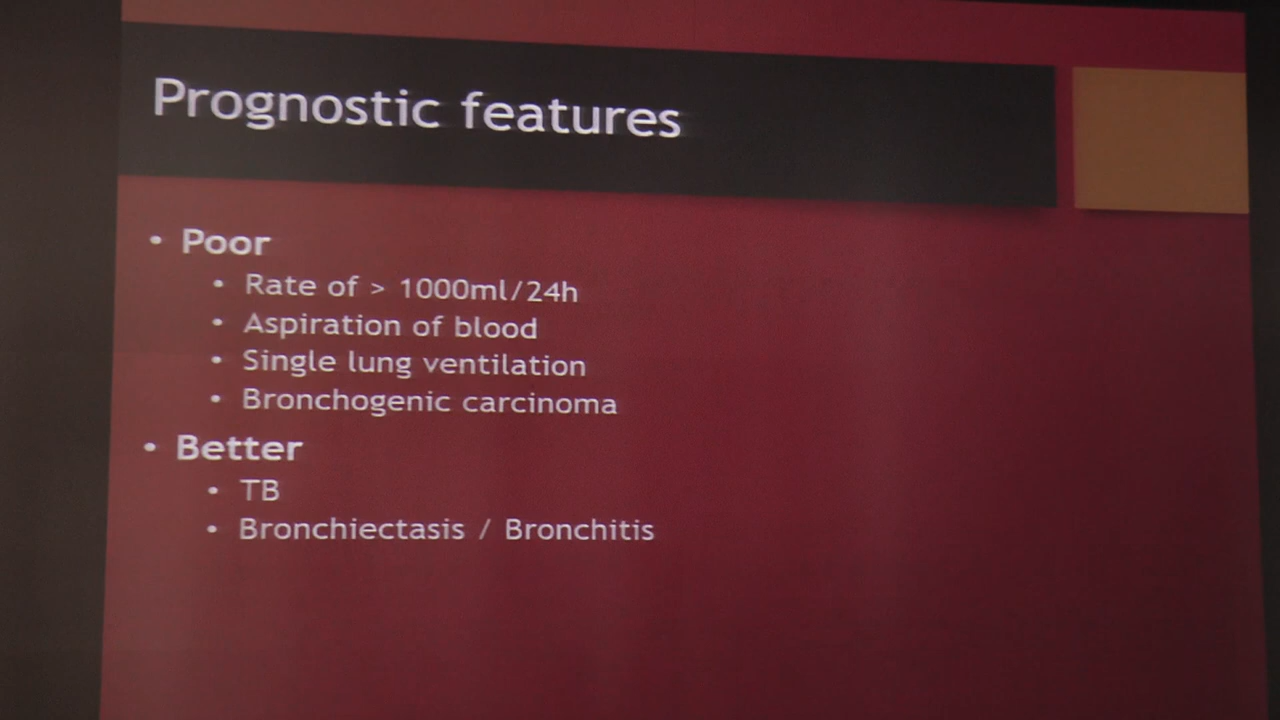 Prognostic features
• Poor
• Rate of > 1000ml/24h
• Aspiration of blood
• Single lung ventilation
• Bronchogenic carcinoma
• Better
• TB
• Bronchiectasis / Bronchitis